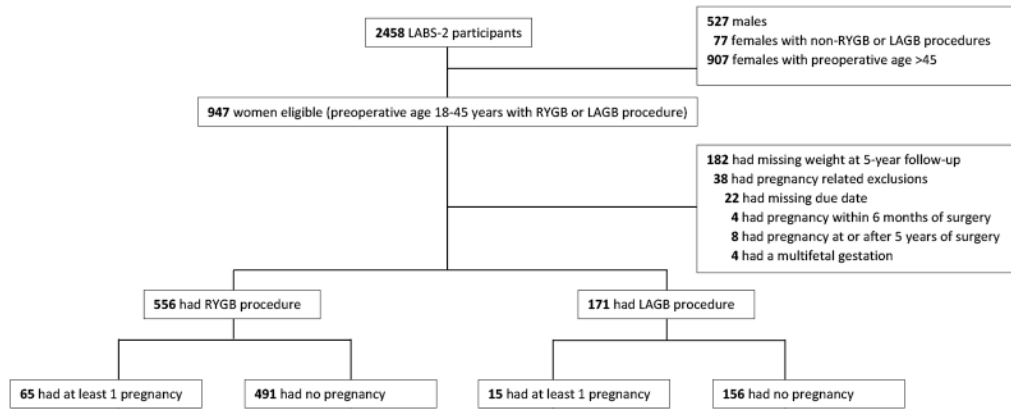 2458 LABS-2 participants
527 males
77 females with non-RYGB or LAGB procedures
907 females with preoperative age >45
947 women eligible (preoperative age 18-45 years with RYGB or LAGB procedure)
182 had missing weight at 5-year follow-up
38 had pregnancy related exclusions
22 had missing due date
4 had pregnancy within 6 months of surgery
8 had pregnancy at or after 5 years of surgery
4 had a multifetal gestation
556 had RYGB procedure
171 had LAGB procedure
65 had at least 1 pregnancy
491 had no pregnancy
15 had at least 1 pregnancy
156 had no pregnancy